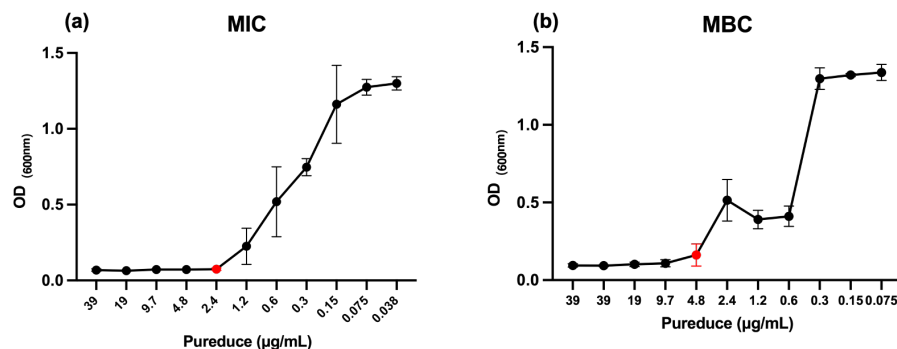 (a) MIC
1.5
1.0
0.5
0.0
OD (600nm)
39 19 9.7 4.8 2.4 1.2 0.6 0.3 0.15 0.075 0.038
Pureduce (µg/mL)
(b) MBC
1.5
1.0
0.5
0.0
OD (600nm)
39 39 19 9.7 4.8 2.4 1.2 0.6 0.3 0.15 0.075
Pureduce (µg/mL)